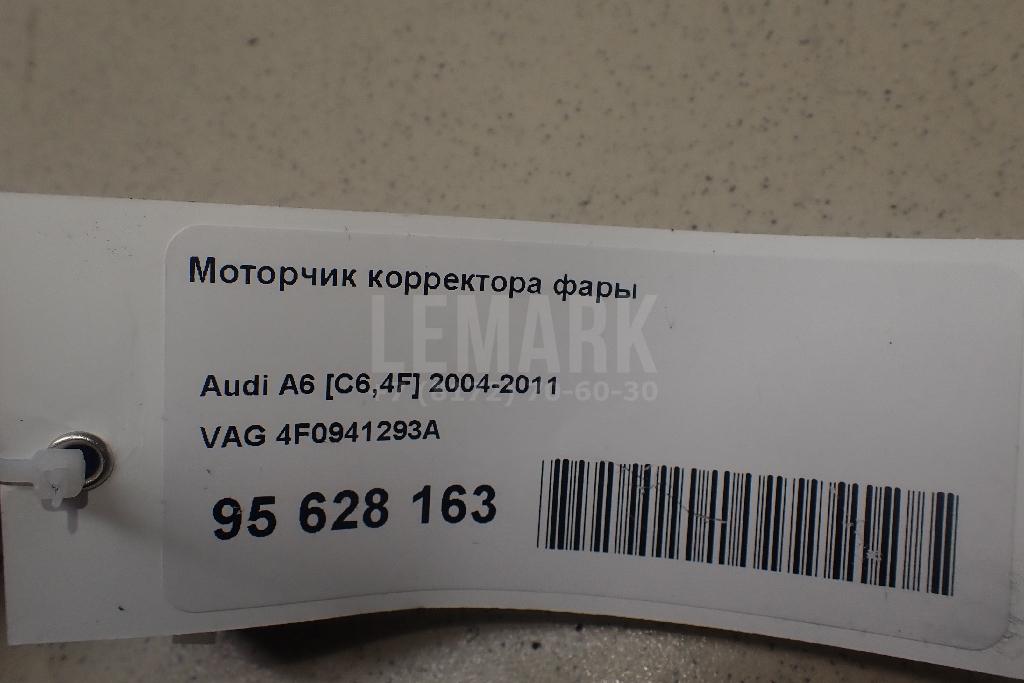 Моторчик корректора фары
LEMARK
Audi A6 [C6,4F] 2004-2011
VAG 4F0941293A
95 628 163